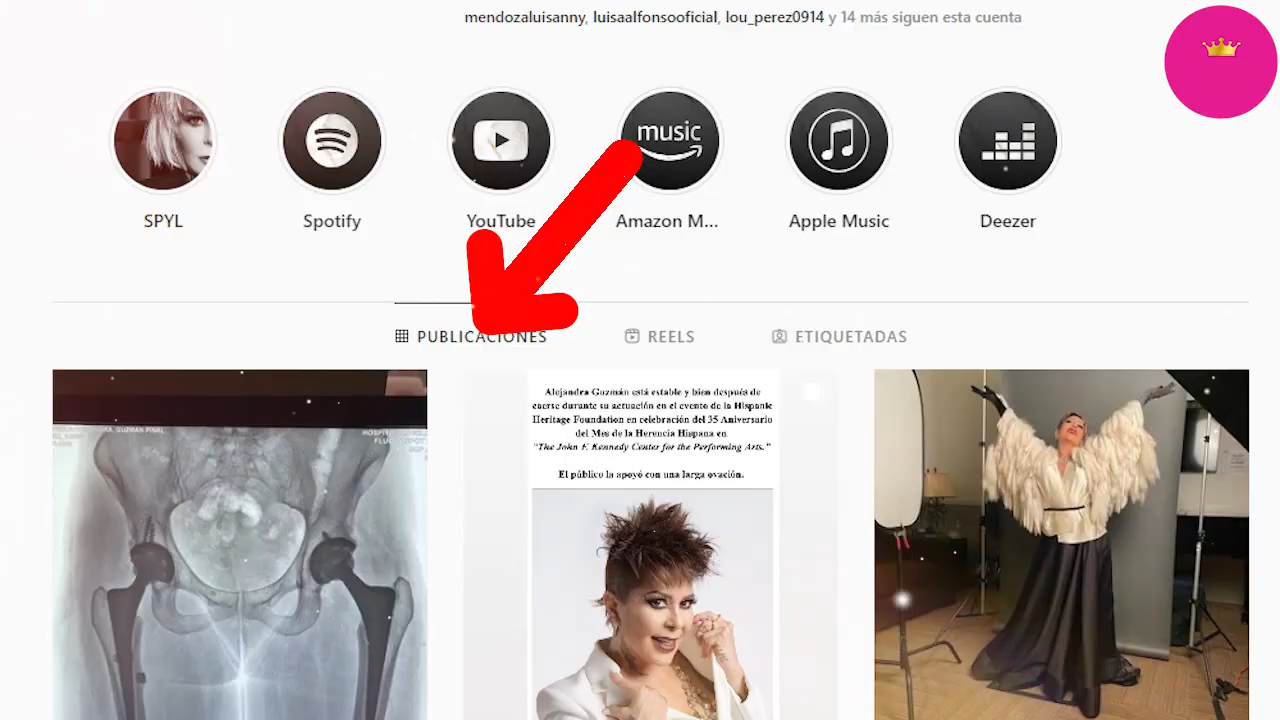 mendozaluisanny, luisaalfonsooficial, lou_perez0914 y 14 más siguen esta cuenta
music
SPYL
Spotify
YouTube
Amazon M...
Apple Music
Deezer
PUBLICACIONES
REELS
ETIQUETADAS
Alejandra Guzmán está estable y bien después de
caerse durante su actuación en el evento de la Hispanic
Heritage Foundation en celebración del 35 Aniversario
del Mes de la Herencia Hispana en
“The John F. Kennedy Center for the Performing Arts.”
El público la apoyó con una larga ovación.